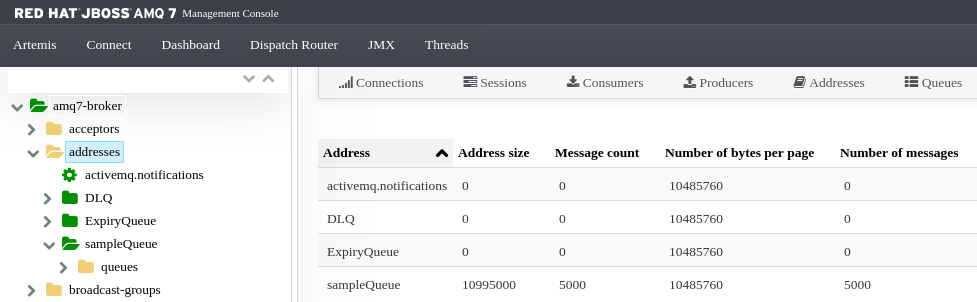 RED HAT® JBOSS® AMQ 7 Management Console
Artemis Connect Dashboard Dispatch Router JMX Threads
Connections Sessions Consumers Producers Addresses Queues
amq7-broker
acceptors
addresses
activemq.notifications
DLQ
ExpiryQueue
sampleQueue
queues
broadcast-groups
Address Address size Message count Number of bytes per page Number of messages
activemq.notifications 0 0 10485760 0
DLQ 0 0 10485760 0
ExpiryQueue 0 0 10485760 0
sampleQueue 10995000 5000 10485760 5000